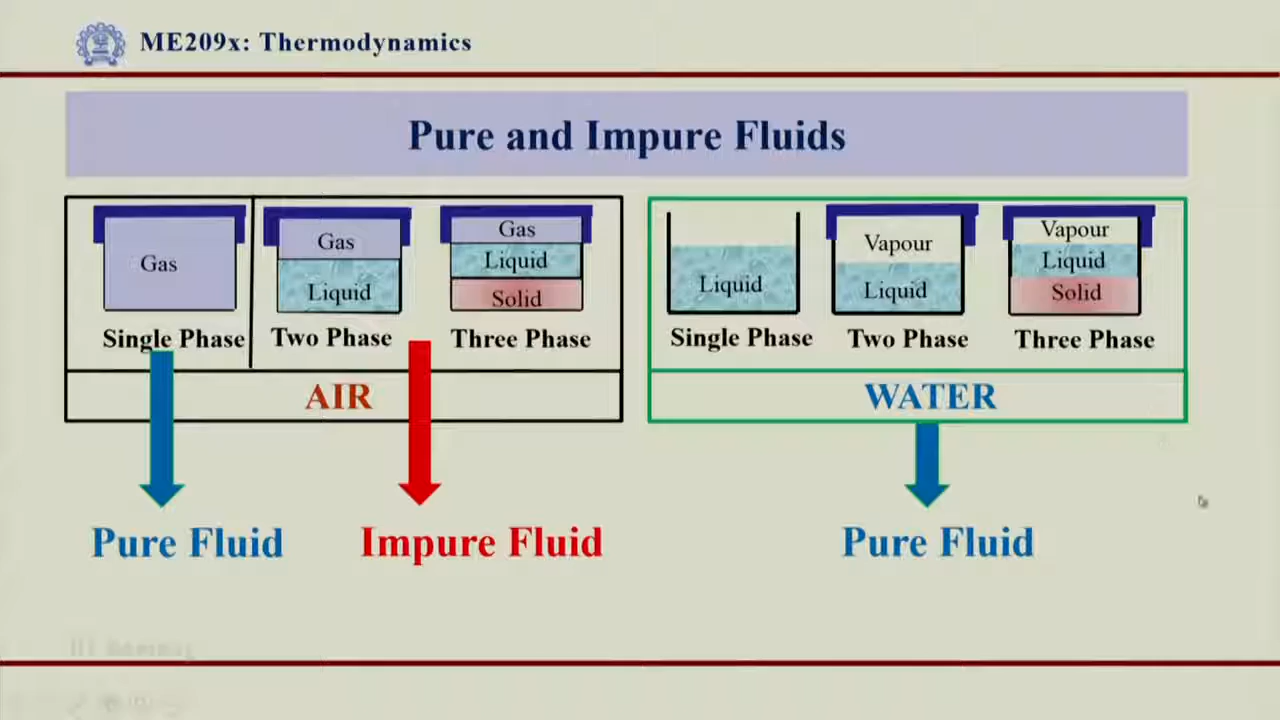 ME209x: Thermodynamics
Pure and Impure Fluids
Gas
Single Phase
Gas
Liquid
Two Phase
Gas
Liquid
Solid
Three Phase
AIR
Liquid
Single Phase
Vapour
Liquid
Two Phase
Vapour
Liquid
Solid
Three Phase
WATER
Pure Fluid
Impure Fluid
Pure Fluid